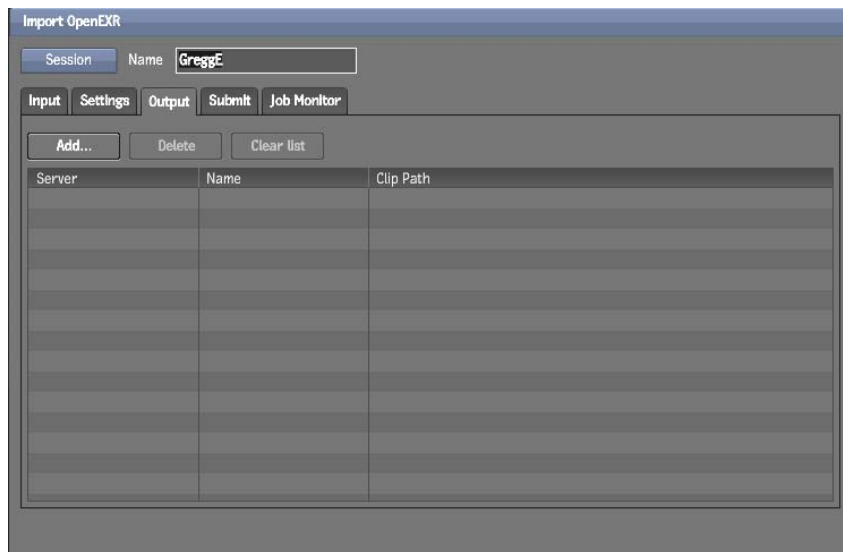 Import OpenEXR
Session Name GreggE
Input Settings Output Submit Job Monitor
Add... Delete Clear list
Server Name Clip Path